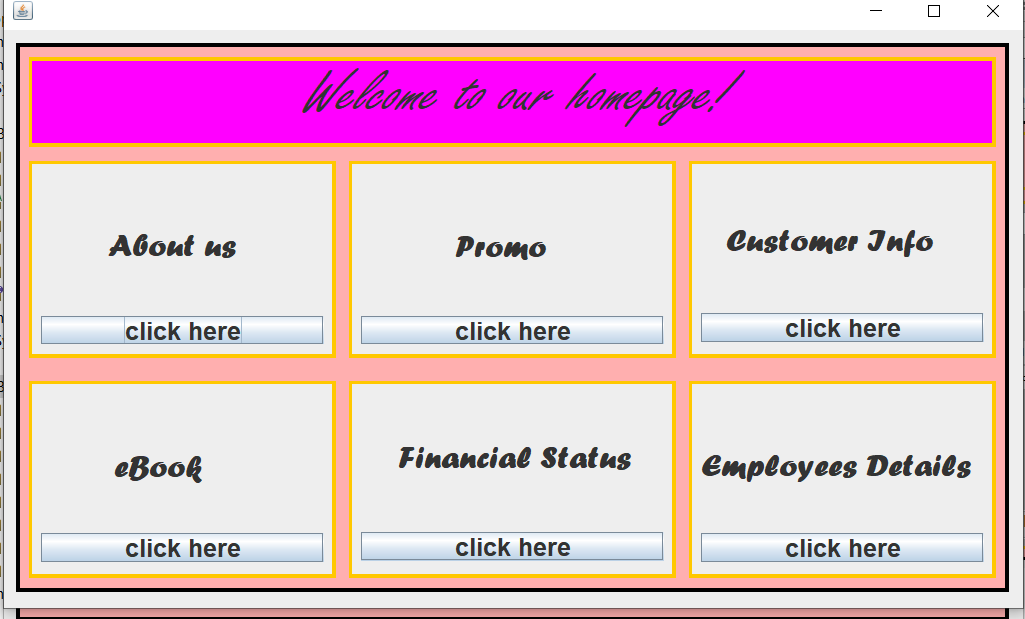 Welcome to our homepage!
About us
Promo
Customer Info
click here
click here
click here
eBook
Financial Status
Employees Details
click here
click here
click here